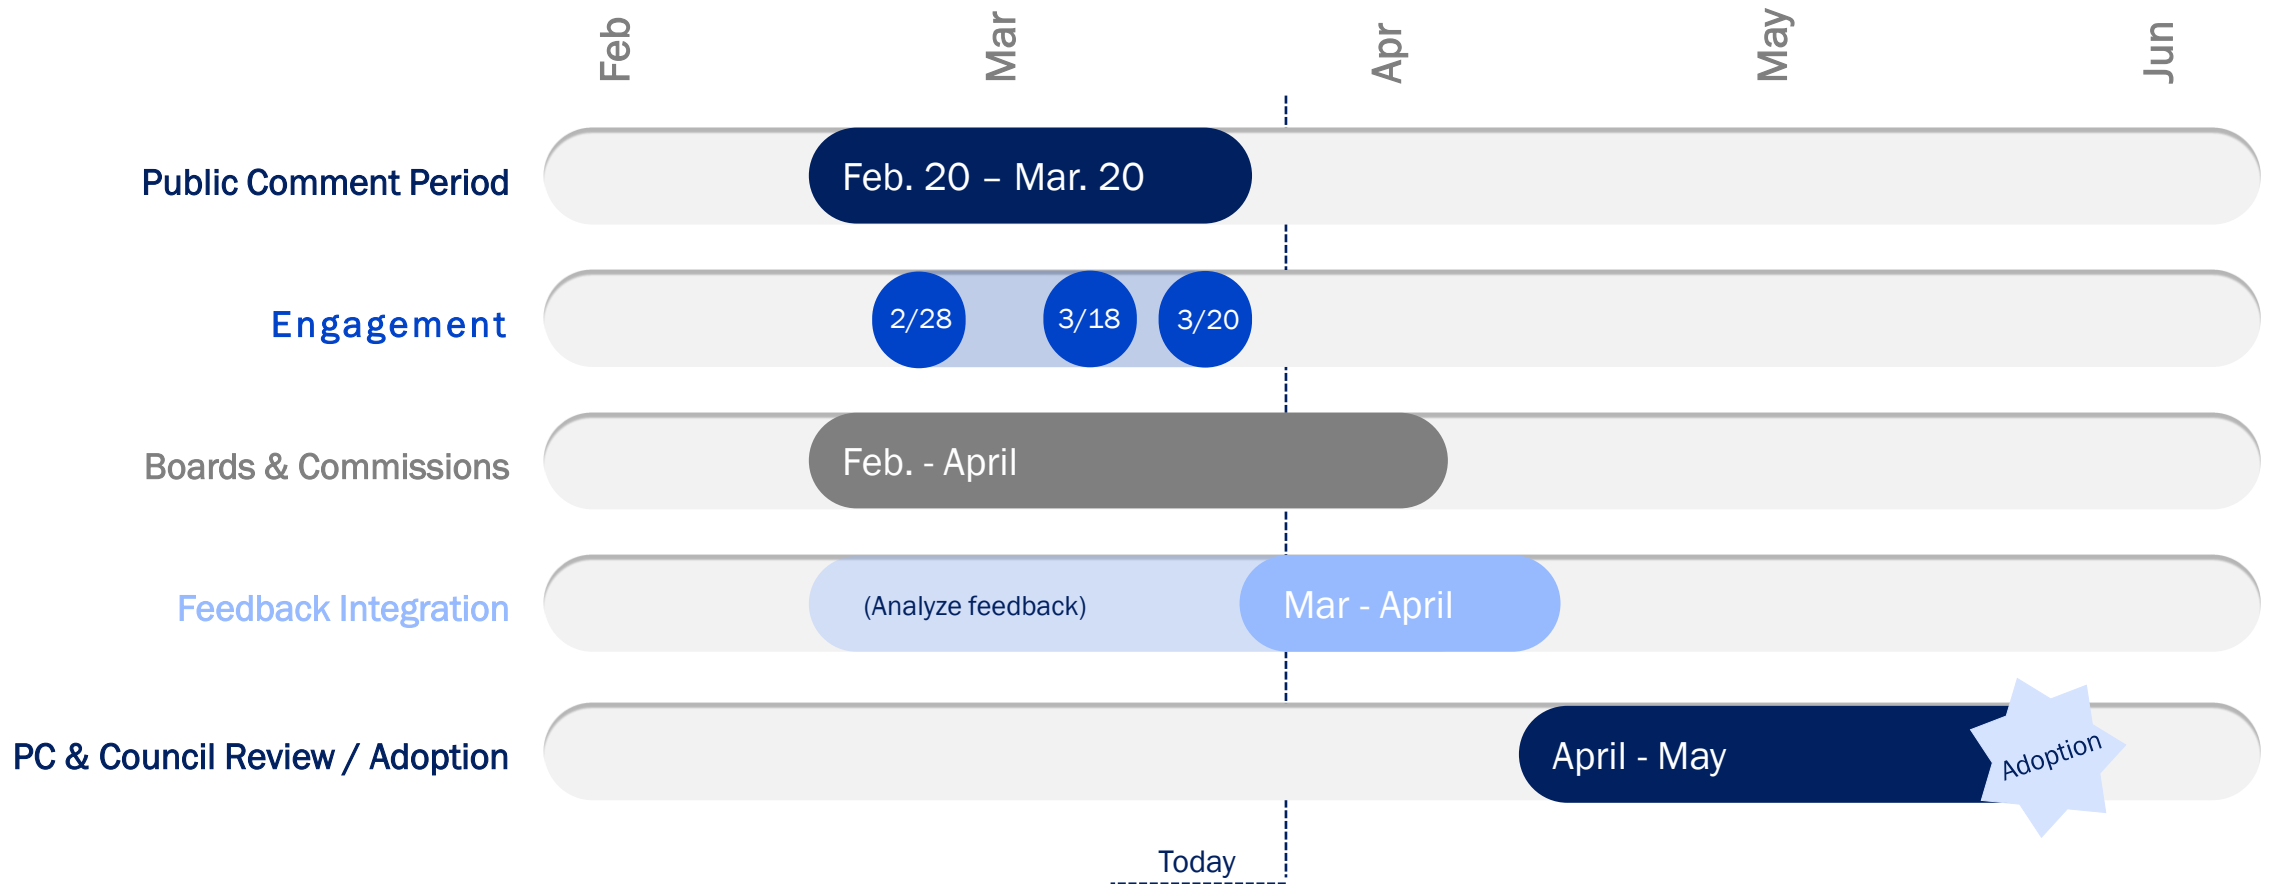 Feb
Mar
Apr
May
Jun
Public Comment Period
Feb. 20 – Mar. 20
Engagement
2/28
3/18
3/20
Boards & Commissions
Feb. - April
Feedback Integration
(Analyze feedback)
Mar - April
PC & Council Review / Adoption
April - May
Adoption
Today